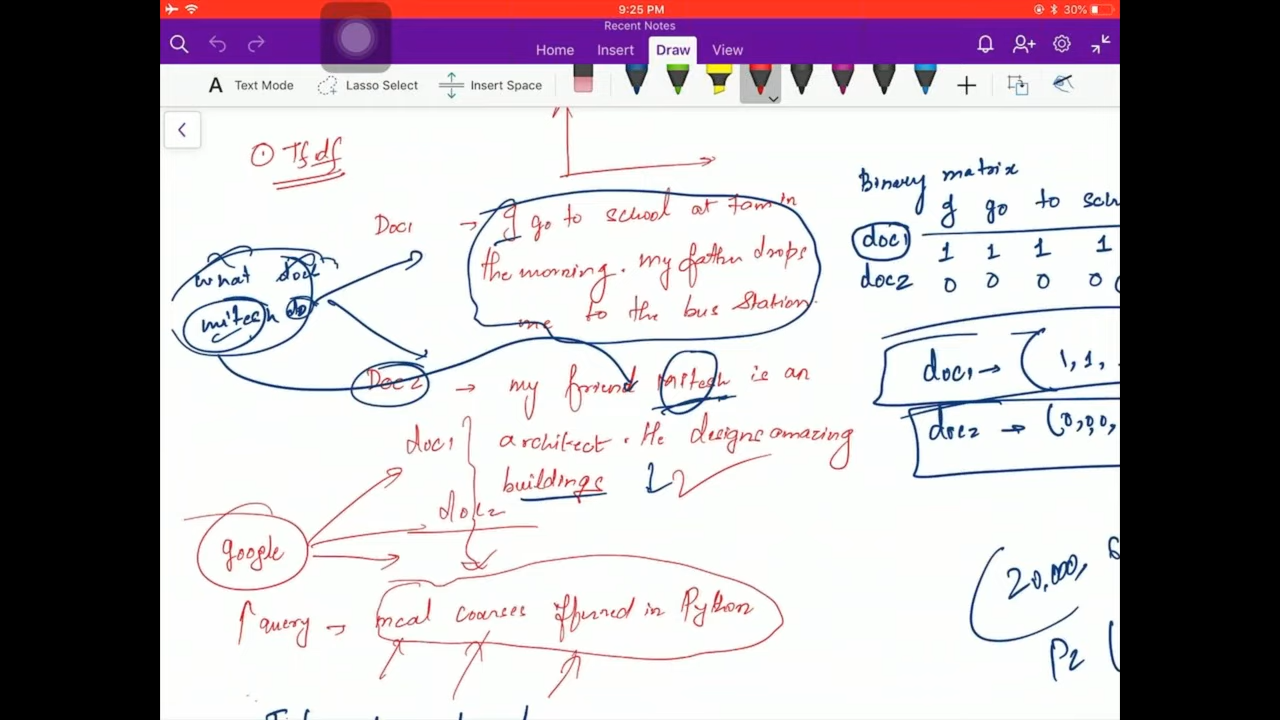 9:25 PM
30%
Recent Notes
Home Insert Draw View
A Text Mode Lasso Select Insert Space
① Tfdf
Binary matrix
g go to sch
doc1 1 1 1 1
doc2 0 0 0 0
Doc1 → I go to school at 7am in
the morning. my father drops
me to the bus station.
what does
mitesh do
Doc2 → my friend mitesh is an
architect. He designs amazing
buildings
doc1
doc2
doc1 → (1, 1,
doc2 → (0,0,0,
google
query → courses offered in Python
20,000,
P2 (